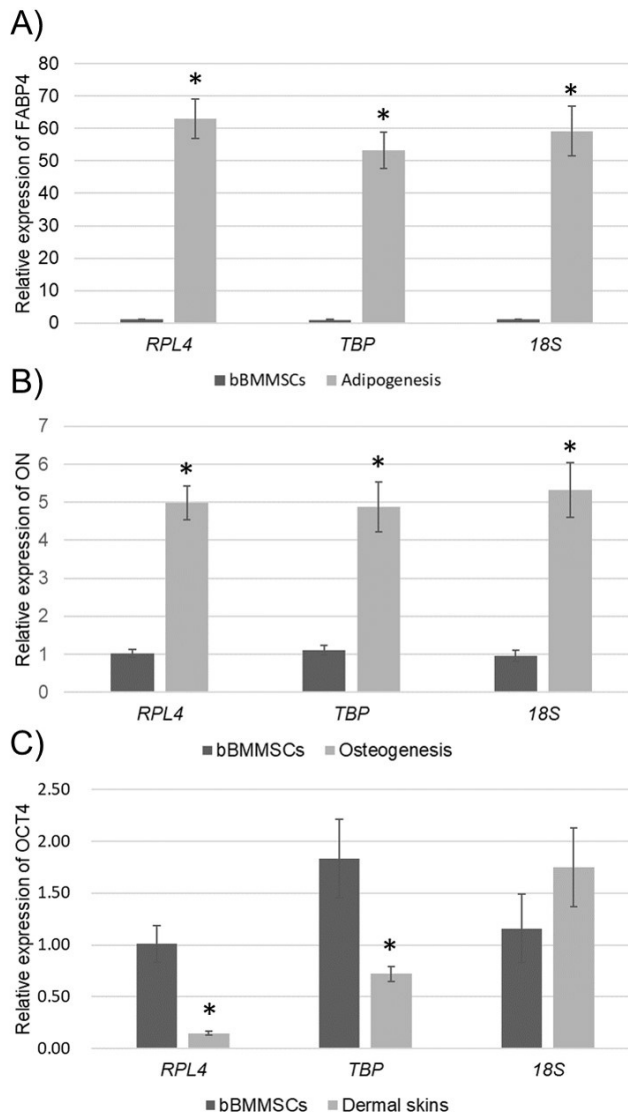 A)
Relative expression of FABP4
80
70
60
50
40
30
20
10
0
* * *
RPL4 TBP 18S
bBMMSCs Adipogenesis
B)
Relative expression of ON
7
6
5
4
3
2
1
0
* * *
RPL4 TBP 18S
bBMMSCs Osteogenesis
C)
Relative expression of OCT4
2.50
2.00
1.50
1.00
0.50
0.00
* *
RPL4 TBP 18S
bBMMSCs Dermal skins